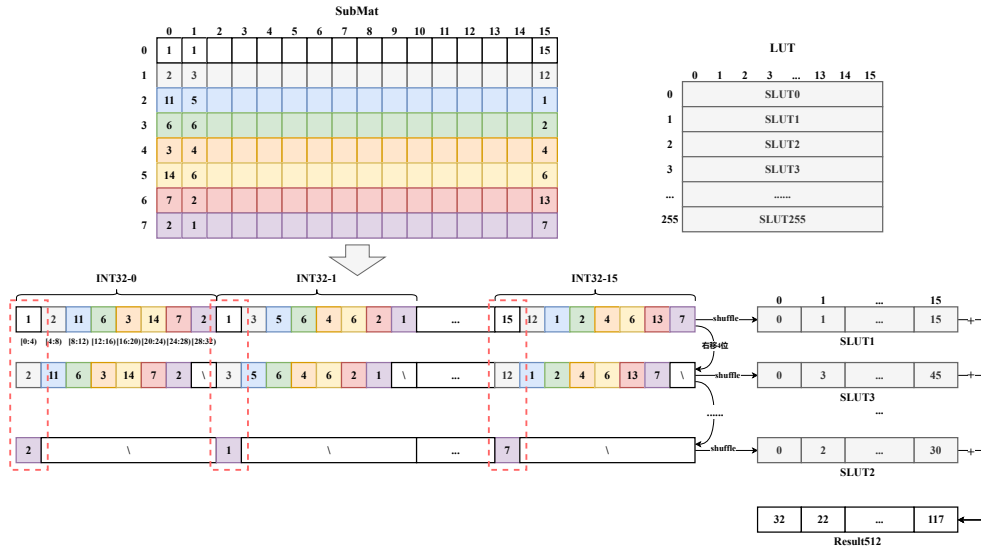 SubMat
0 1 2 3 4 5 6 7 8 9 10 11 12 13 14 15
0 1 1 15
1 2 3 12
2 11 5 1
3 6 6 2
4 3 4 4
5 14 6 6
6 7 2 13
7 2 1 7
LUT
0 1 2 3 ... 13 14 15
0 SLUT0
1 SLUT1
2 SLUT2
3 SLUT3
... ......
255 SLUT255
INT32-0 INT32-1 INT32-15
1 2 11 6 3 14 7 2 1 3 5 6 4 6 2 1 ... 15 12 1 2 4 6 13 7
[0:4) [4:8) [8:12) [12:16) [16:20) [20:24) [24:28) [28:32)
shuffle
0 1 ... 15
0 1 ... 15 +
SLUT1
右移4位
2 11 6 3 14 7 2 \ 3 5 6 4 6 2 1 \ ... 12 1 2 4 6 13 7 \
shuffle
0 3 ... 45 +
SLUT3
......
...
2 \ 1 \ ... 7 \
shuffle
0 2 ... 30 +
SLUT2
32 22 ... 117
Result512